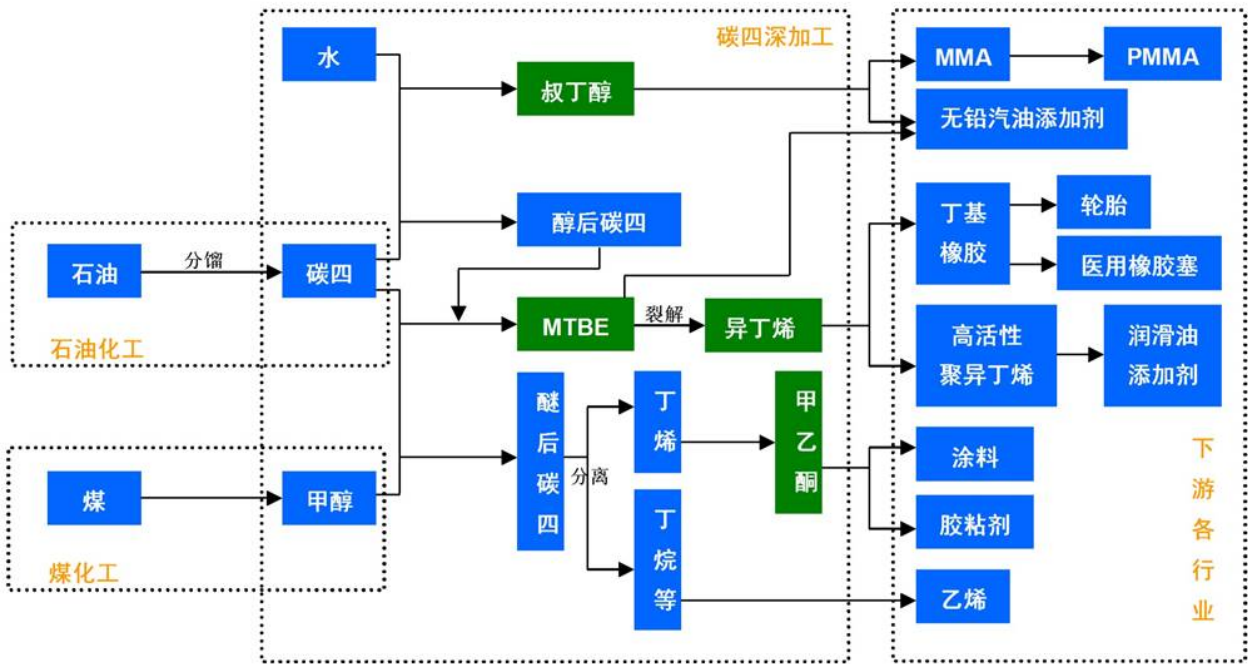 水
碳四深加工
叔丁醇
MMA
PMMA
无铅汽油添加剂
醇后碳四
丁基
橡胶
轮胎
医用橡胶塞
石油
分馏
碳四
石油化工
MTBE
裂解
异丁烯
高活性
聚异丁烯
润滑油
添加剂
醚后碳四
分离
丁烯
甲乙酮
涂料
煤
甲醇
煤化工
丁烷等
胶粘剂
乙烯
下游各行业